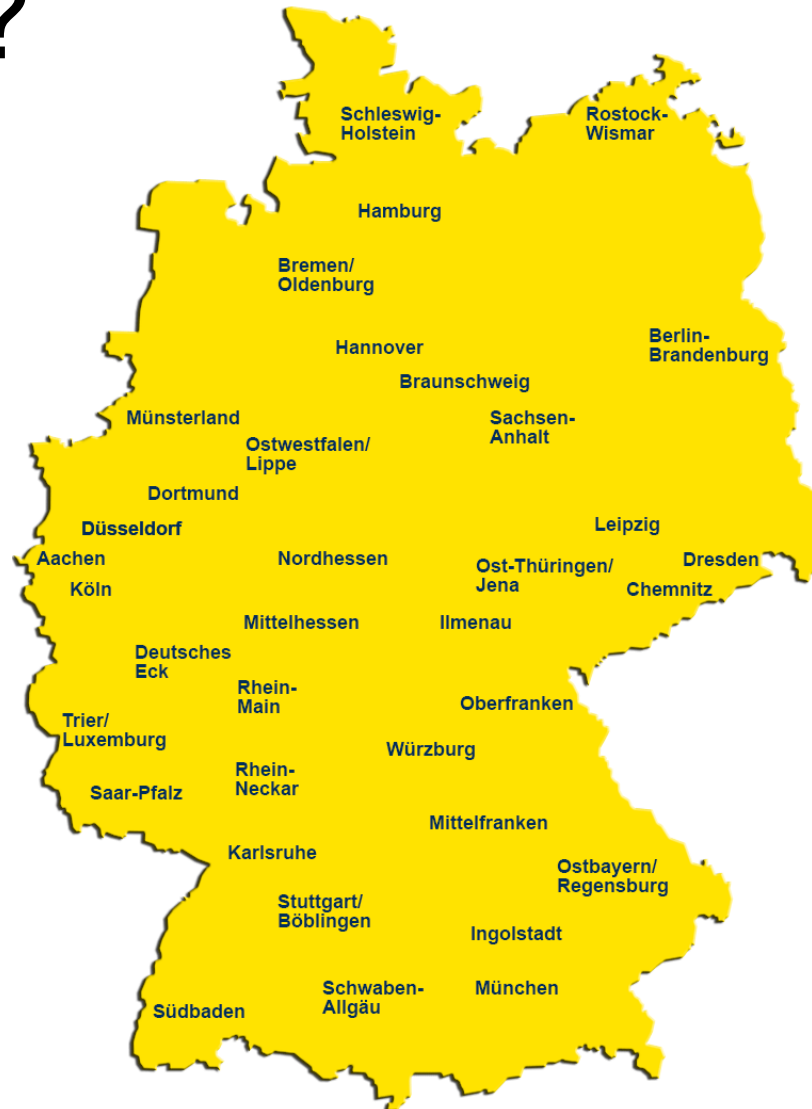 ?
Schleswig-
Holstein
Rostock-
Wismar
Hamburg
Bremen/
Oldenburg
Hannover
Berlin-
Brandenburg
Braunschweig
Münsterland
Sachsen-
Anhalt
Ostwestfalen/
Lippe
Dortmund
Düsseldorf
Leipzig
Aachen
Nordhessen
Dresden
Ost-Thüringen/
Jena
Köln
Chemnitz
Mittelhessen
Ilmenau
Deutsches
Eck
Rhein-
Main
Oberfranken
Trier/
Luxemburg
Würzburg
Rhein-
Neckar
Saar-Pfalz
Mittelfranken
Karlsruhe
Ostbayern/
Regensburg
Stuttgart/
Böblingen
Ingolstadt
Schwaben-
Allgäu
München
Südbaden